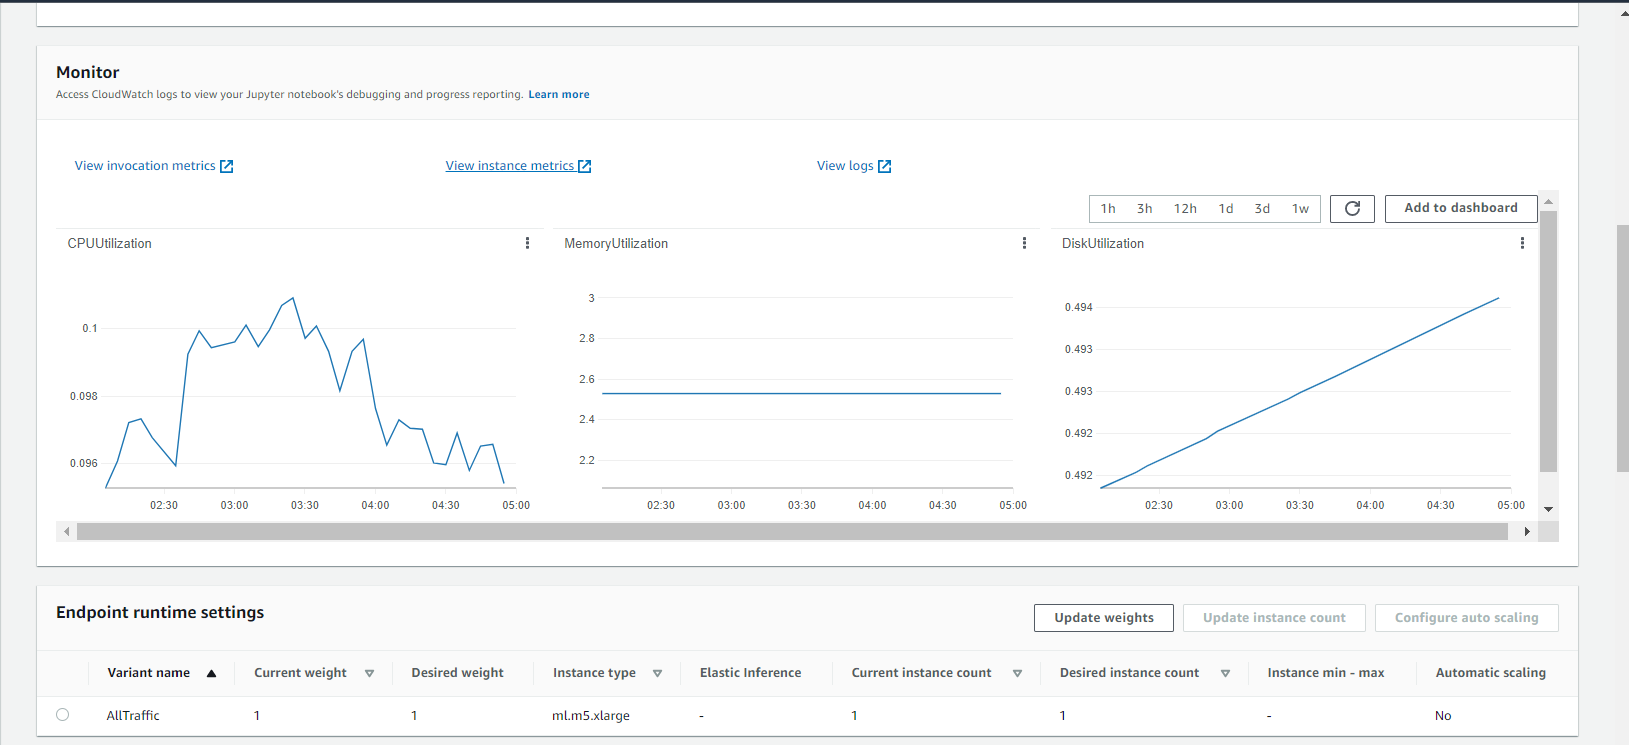 Monitor
Access CloudWatch logs to view your Jupyter notebook's debugging and progress reporting. Learn more
View invocation metrics
View instance metrics
View logs
1h 3h 12h 1d 3d 1w
Add to dashboard
CPUUtilization
0.1
0.098
0.096
02:30 03:00 03:30 04:00 04:30 05:00
MemoryUtilization
3
2.8
2.6
2.4
2.2
02:30 03:00 03:30 04:00 04:30 05:00
DiskUtilization
0.494
0.493
0.493
0.492
0.492
02:30 03:00 03:30 04:00 04:30 05:00
Endpoint runtime settings
Update weights
Update instance count
Configure auto scaling
Variant name Current weight Desired weight Instance type Elastic Inference Current instance count Desired instance count Instance min - max Automatic scaling
AllTraffic 1 1 ml.m5.xlarge - 1 1 - No